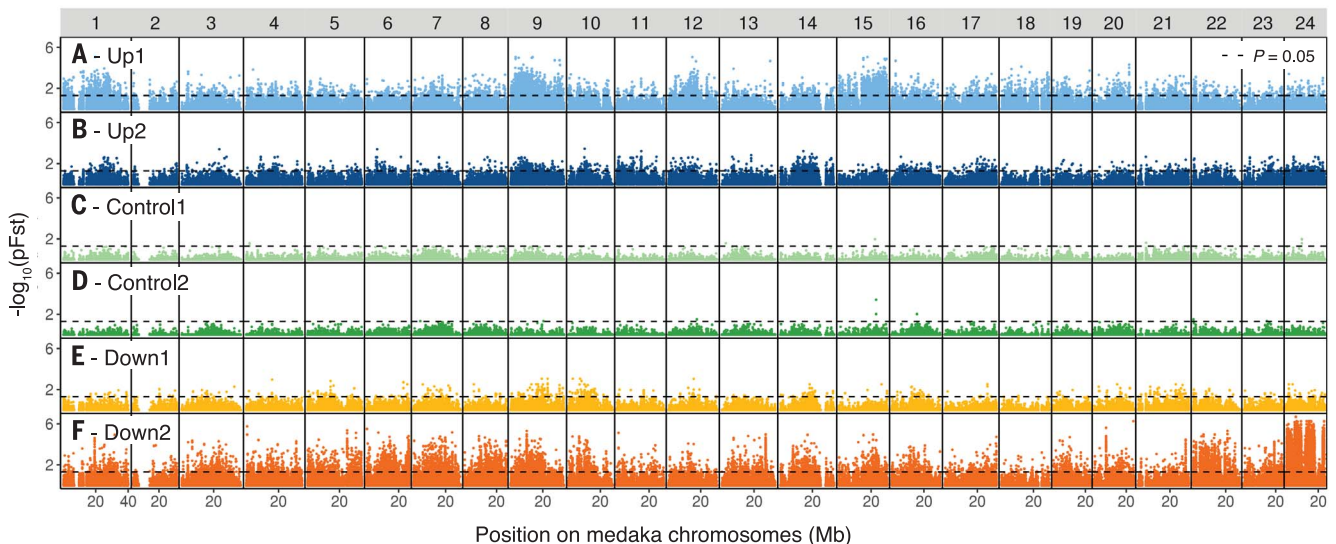 1 2 3 4 5 6 7 8 9 10 11 12 13 14 15 16 17 18 19 20 21 22 23 24
A - Up1
P = 0.05
6
2
B - Up2
6
2
C - Control1
6
2
D - Control2
6
2
E - Down1
6
2
F - Down2
6
2
-log₁₀(pFst)
20 40 20 20 20 20 20 20 20 20 20 20 20 20 20 20 20 20 20 20 20 20 20 20 20
Position on medaka chromosomes (Mb)